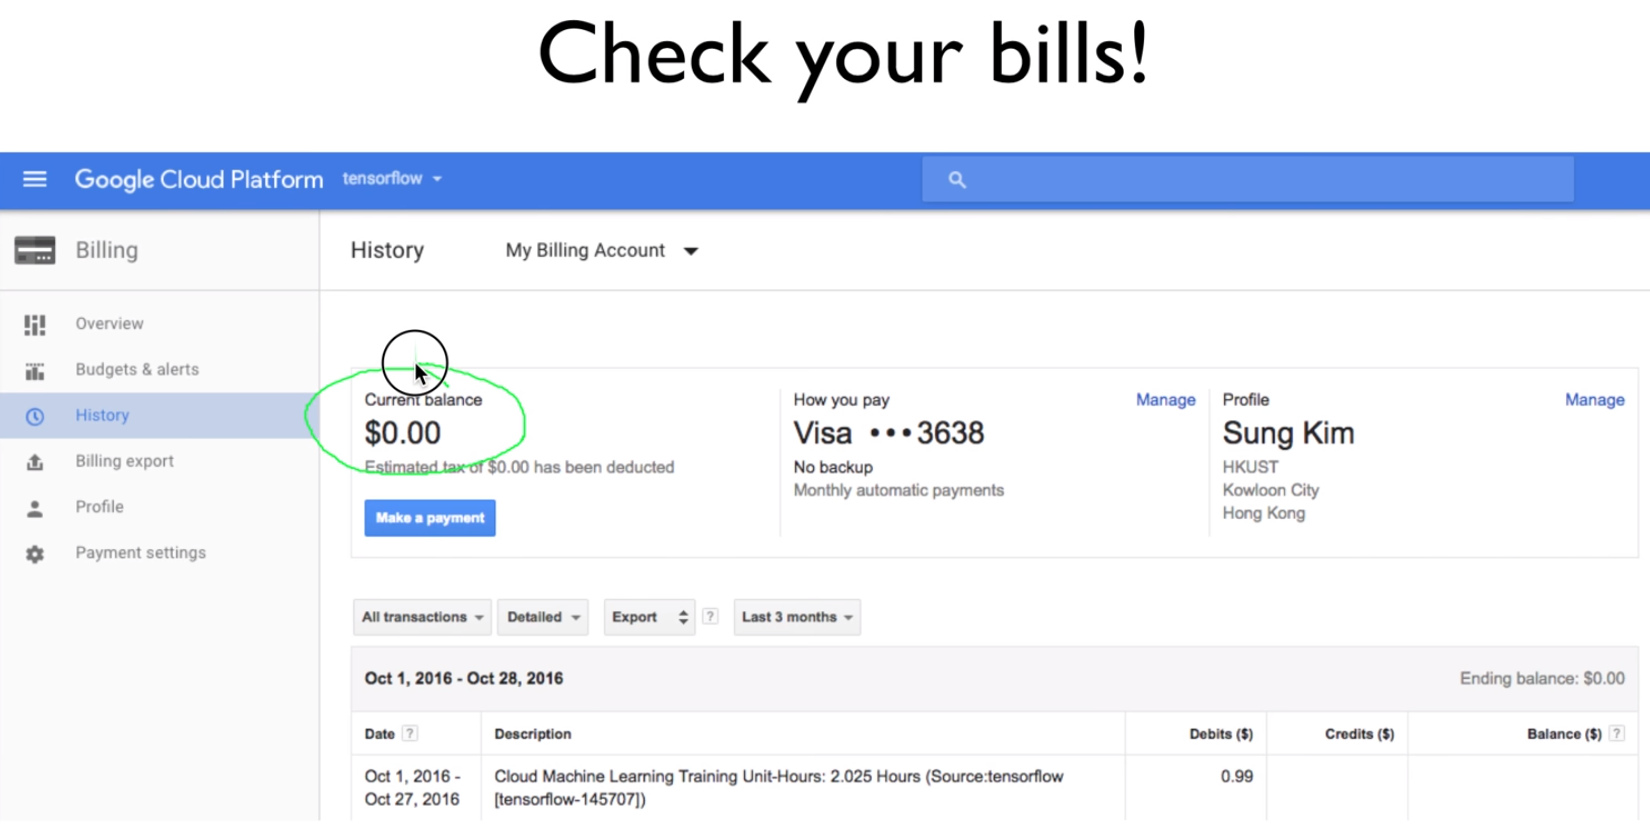 Check your bills!
Google Cloud Platform tensorflow
Billing
History My Billing Account
Overview
Budgets & alerts
History
Billing export
Profile
Payment settings
Current balance
$0.00
Estimated tax of $0.00 has been deducted
Make a payment
How you pay Manage
Visa •••3638
No backup
Monthly automatic payments
Profile Manage
Sung Kim
HKUST
Kowloon City
Hong Kong
All transactions Detailed Export ? Last 3 months
Oct 1, 2016 - Oct 28, 2016 Ending balance: $0.00
Date ? Description Debits ($) Credits ($) Balance ($) ?
Oct 1, 2016 - Cloud Machine Learning Training Unit-Hours: 2.025 Hours (Source:tensorflow 0.99
Oct 27, 2016 [tensorflow-145707])